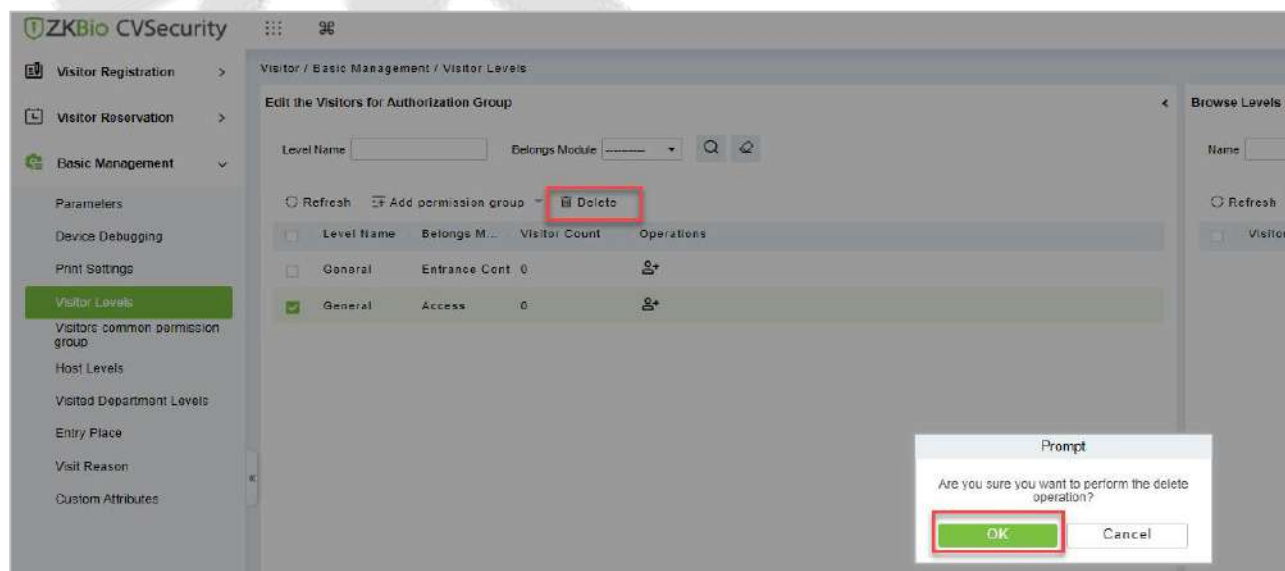 ZKBio CVSecurity
Visitor Registration
Visitor Reservation
Basic Management
Parameters
Device Debugging
Print Settings
Visitor Levels
Visitors common permission
group
Host Levels
Visited Department Levels
Entry Place
Visit Reason
Custom Attributes
Visitor / Basic Management / Visitor Levels
Edit the Visitors for Authorization Group
Level Name Belongs Module ----------
Refresh Add permission group Delete
Level Name Belongs M... Visitor Count Operations
General Entrance Cont 0
General Access 0
Browse Levels
Name
Refresh
Visitor
Prompt
Are you sure you want to perform the delete
operation?
OK Cancel